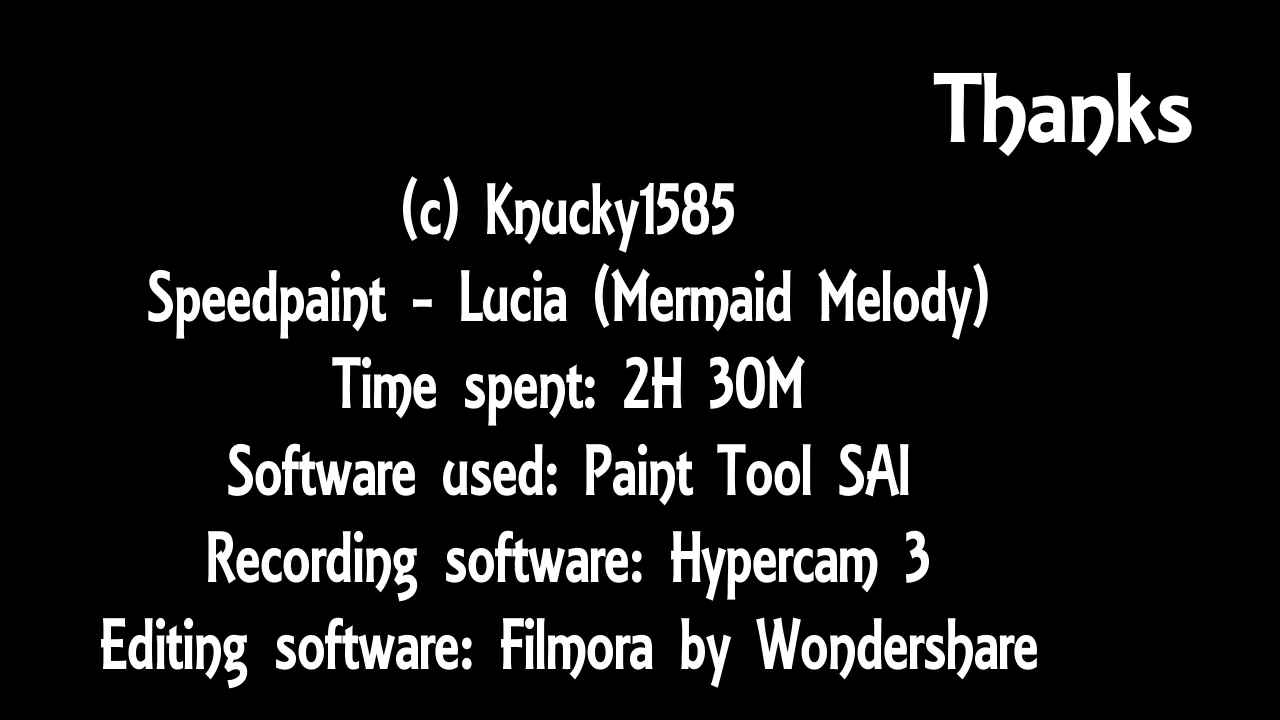 Thanks
(c) Knucky1585
Speedpaint - Lucia (Mermaid Melody)
Time spent: 2H 30M
Software used: Paint Tool SAI
Recording software: Hypercam 3
Editing software: Filmora by Wondershare